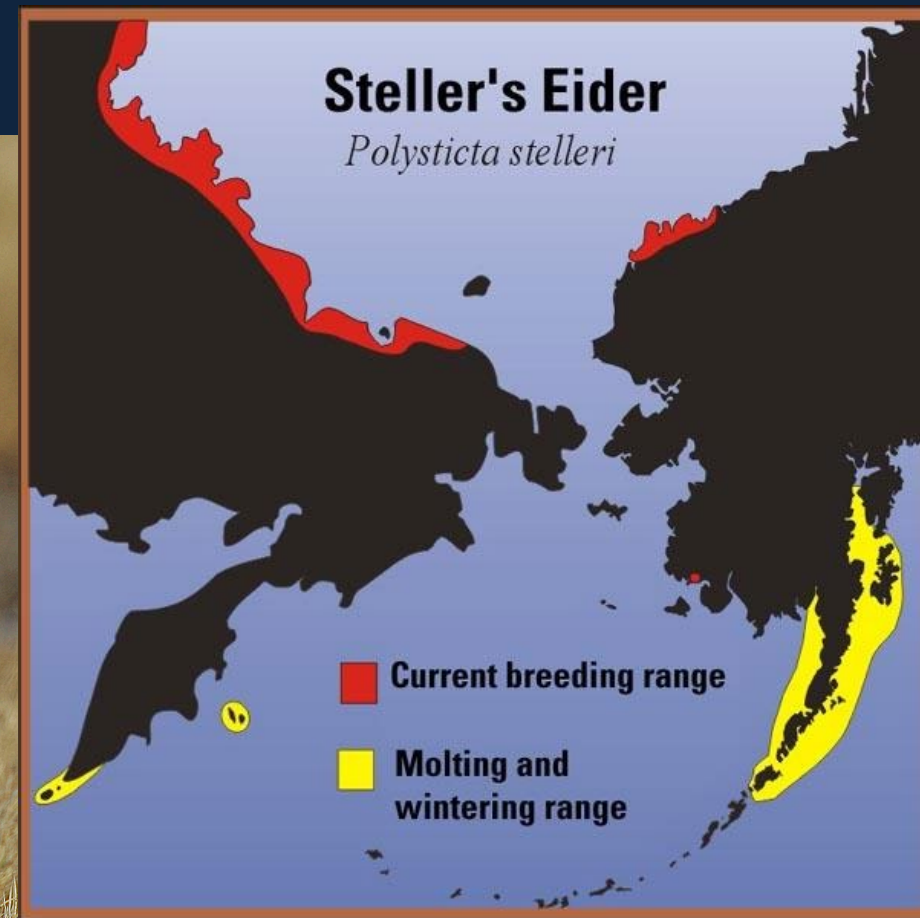 Steller's Eider
Polysticta stelleri
Current breeding range
Molting and
wintering range